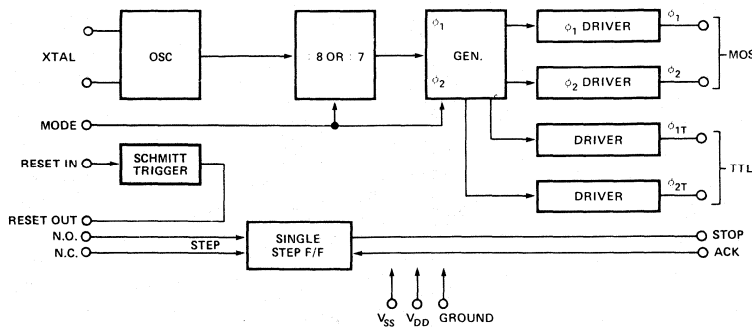 XTAL
OSC
÷ 8 OR ÷ 7
ϕ1
GEN.
ϕ2
ϕ1 DRIVER
ϕ1
ϕ2 DRIVER
ϕ2
MOS
MODE
DRIVER
ϕ1T
DRIVER
ϕ2T
TTL
RESET IN
SCHMITT
TRIGGER
RESET OUT
N.O.
N.C.
STEP
SINGLE
STEP F/F
STOP
ACK
VSS
VDD
GROUND